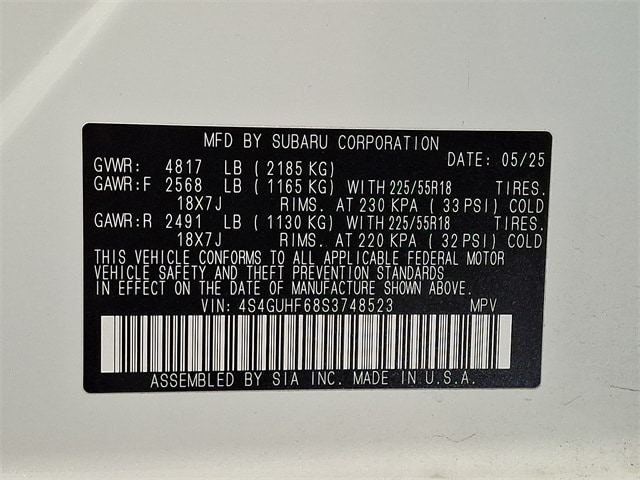 MFD BY SUBARU CORPORATION
GVWR: 4817 LB (2185 KG) DATE: 05/25
GAWR:F 2568 LB (1165 KG) WITH 225/55R18 TIRES.
18X7J RIMS. AT 230 KPA (33 PSI) COLD
GAWR:R 2491 LB (1130 KG) WITH 225/55R18 TIRES.
18X7J RIMS. AT 220 KPA (32 PSI) COLD
THIS VEHICLE CONFORMS TO ALL APPLICABLE FEDERAL MOTOR
VEHICLE SAFETY AND THEFT PREVENTION STANDARDS
IN EFFECT ON THE DATE OF MANUFACTURE SHOWN ABOVE.
VIN: 4S4GUHF68S3748523 MPV
ASSEMBLED BY SIA INC. MADE IN U.S.A.